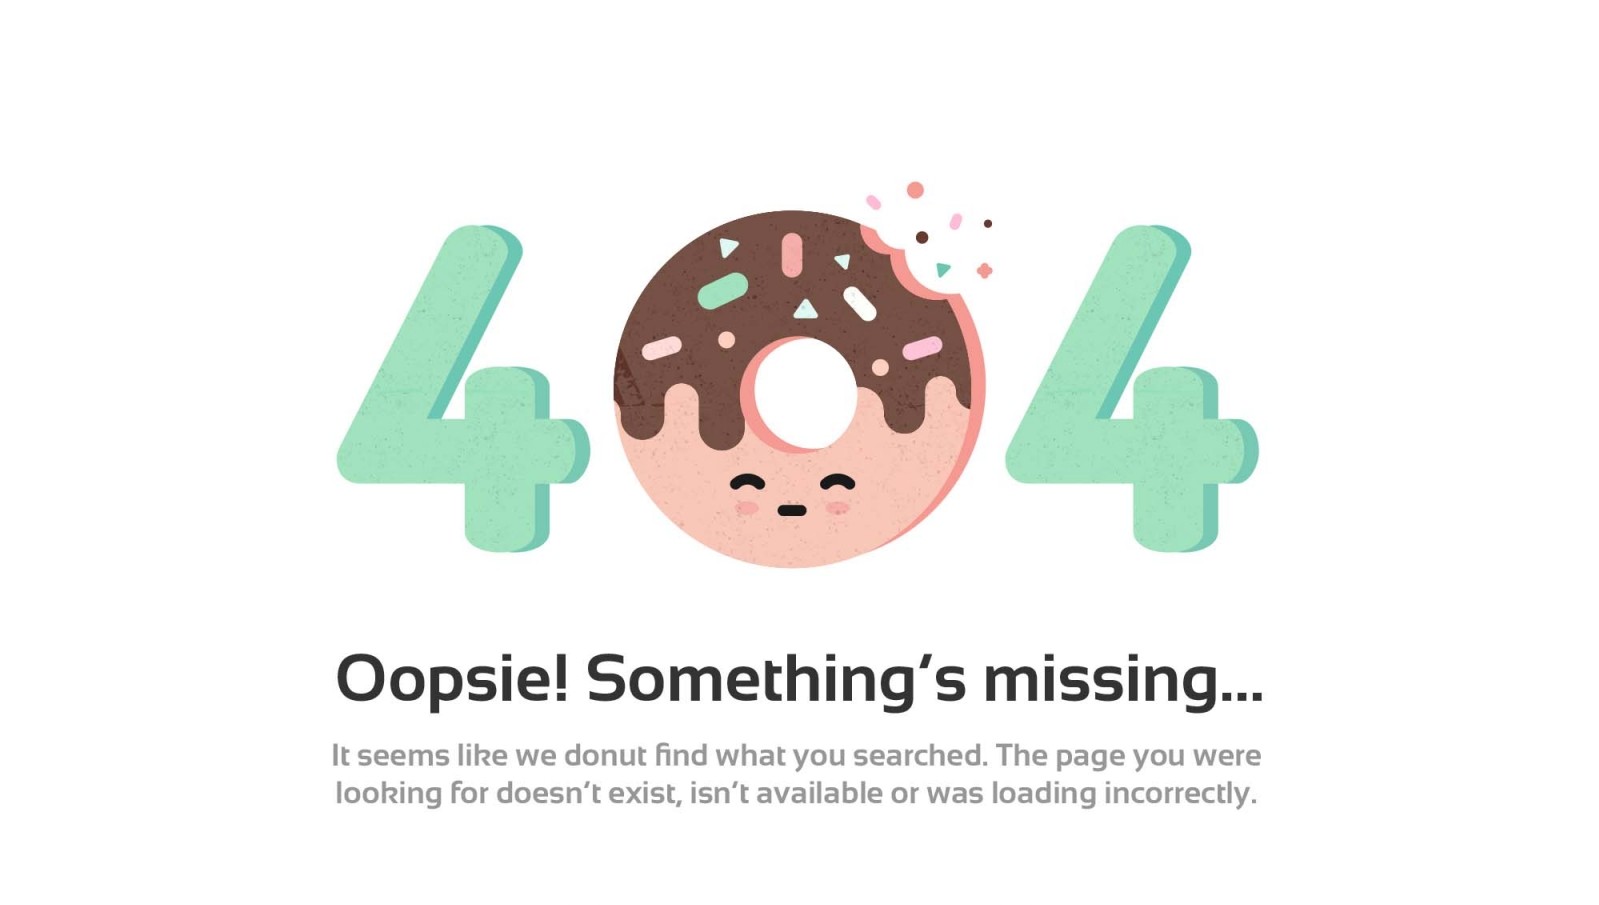 404
Oopsie! Something's missing...
It seems like we donut find what you searched. The page you were
looking for doesn't exist, isn't available or was loading incorrectly.